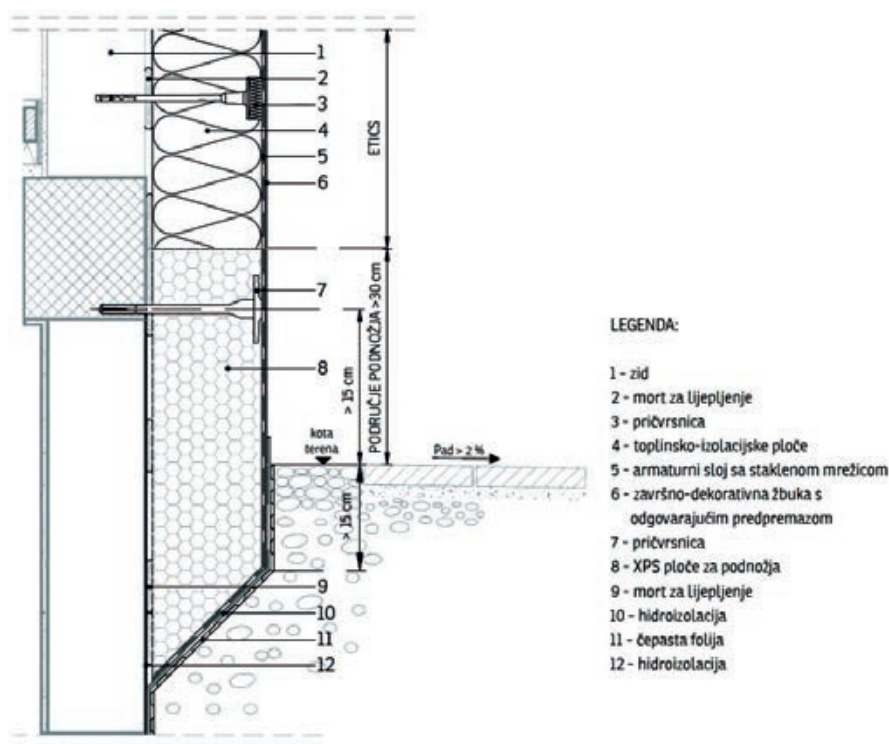 1
2
3
4
5
6
ETICS
7
8
PODRUČJE PODNOŽJA >30 cm
> 15 cm
kota
terena
Pad > 2 %
> 15 cm
9
10
11
12
LEGENDA:
1 - zid
2 - mort za lijepljenje
3 - pričvrsnica
4 - toplinsko-izolacijske ploče
5 - armaturni sloj sa staklenom mrežicom
6 - završno-dekorativna žbuka s
odgovarajućim predpremazom
7 - pričvrsnica
8 - XPS ploče za podnožja
9 - mort za lijepljenje
10 - hidroizolacija
11 - čepasta folija
12 - hidroizolacija